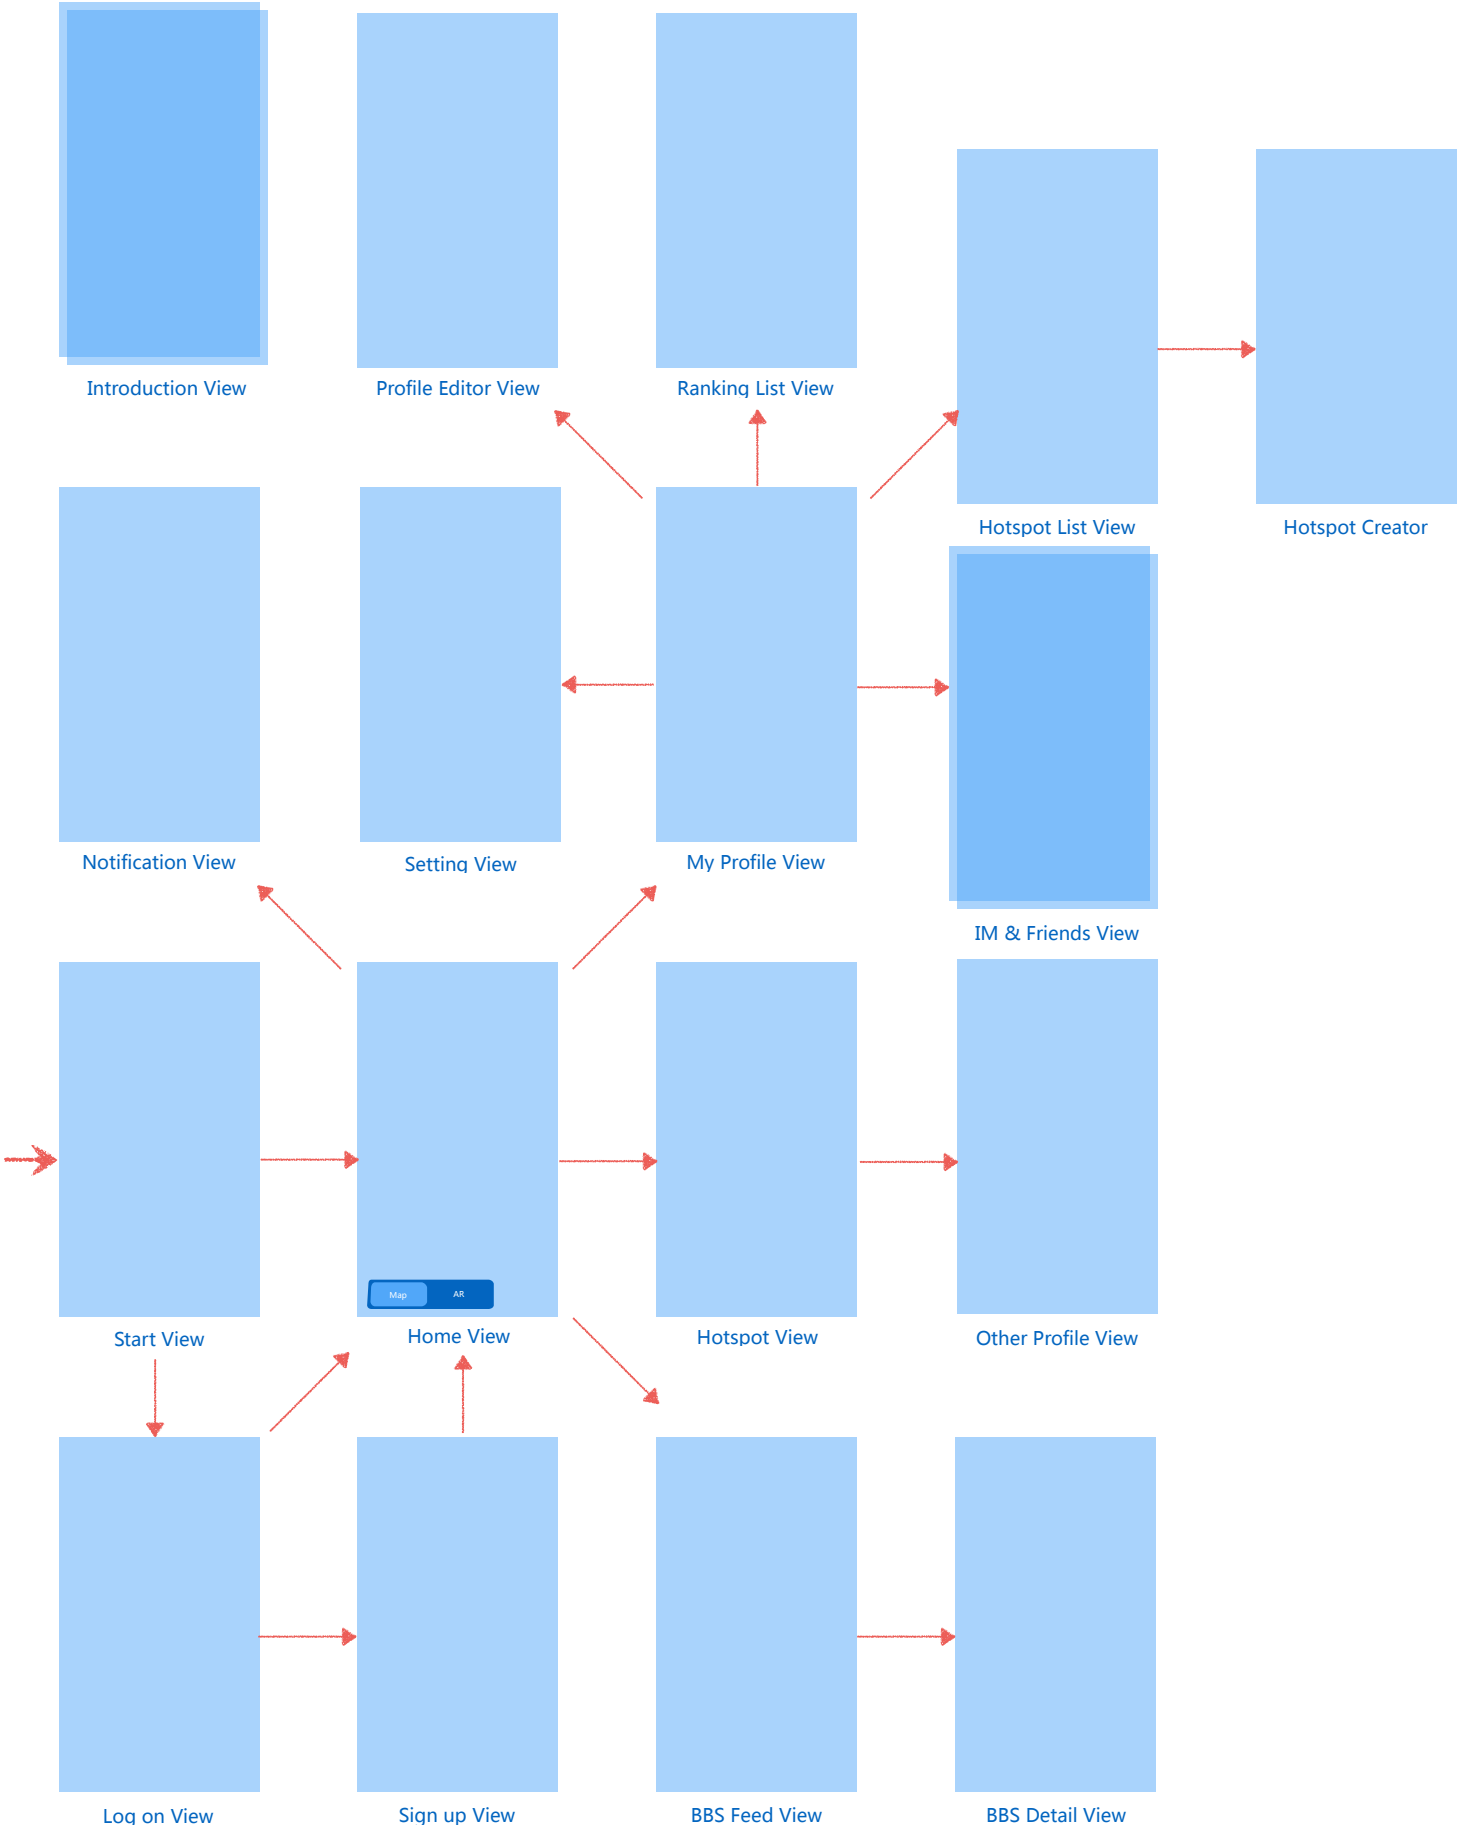 Introduction View
Profile Editor View
Ranking List View
Hotspot List View
Hotspot Creator
Notification View
Setting View
My Profile View
IM & Friends View
Map
AR
Start View
Home View
Hotspot View
Other Profile View
Log on View
Sign up View
BBS Feed View
BBS Detail View